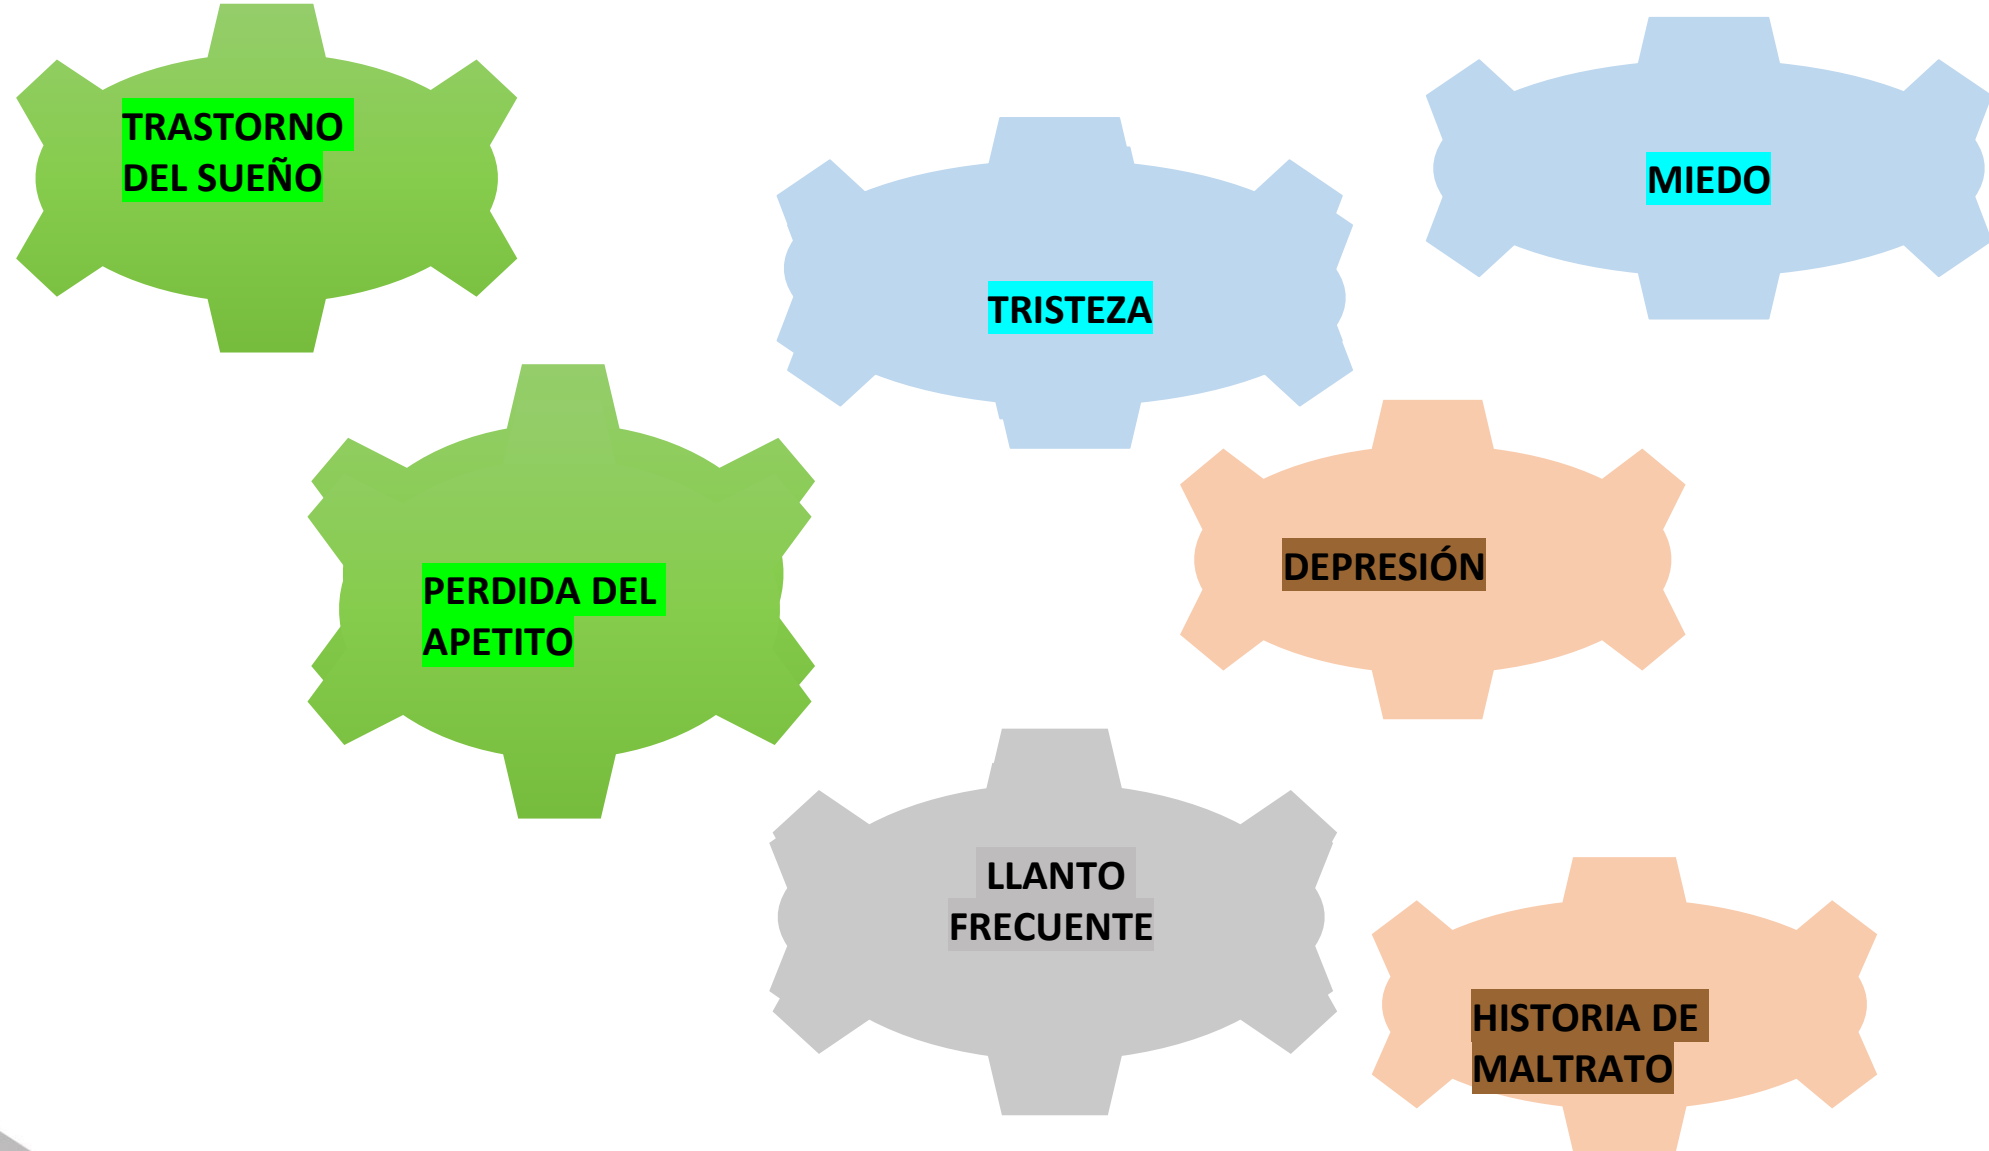 TRASTORNO
DEL SUEÑO
MIEDO
TRISTEZA
DEPRESIÓN
PERDIDA DEL
APETITO
LLANTO
FRECUENTE
HISTORIA DE
MALTRATO